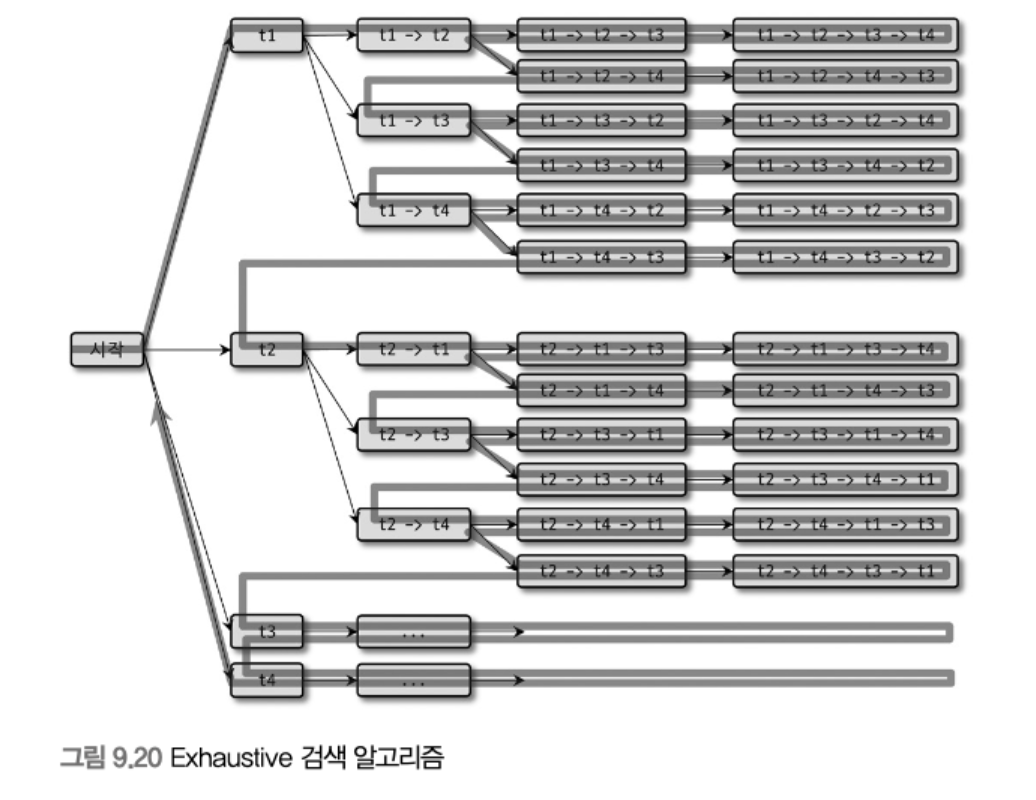 t1
t1 -> t2
t1 -> t2 -> t3
t1 -> t2 -> t3 -> t4
t1 -> t2 -> t4
t1 -> t2 -> t4 -> t3
t1 -> t3
t1 -> t3 -> t2
t1 -> t3 -> t2 -> t4
t1 -> t3 -> t4
t1 -> t3 -> t4 -> t2
t1 -> t4
t1 -> t4 -> t2
t1 -> t4 -> t2 -> t3
t1 -> t4 -> t3
t1 -> t4 -> t3 -> t2
시작
t2
t2 -> t1
t2 -> t1 -> t3
t2 -> t1 -> t3 -> t4
t2 -> t1 -> t4
t2 -> t1 -> t4 -> t3
t2 -> t3
t2 -> t3 -> t1
t2 -> t3 -> t1 -> t4
t2 -> t3 -> t4
t2 -> t3 -> t4 -> t1
t2 -> t4
t2 -> t4 -> t1
t2 -> t4 -> t1 -> t3
t2 -> t4 -> t3
t2 -> t4 -> t3 -> t1
t3
...
t4
...
그림 9.20 Exhaustive 검색 알고리즘